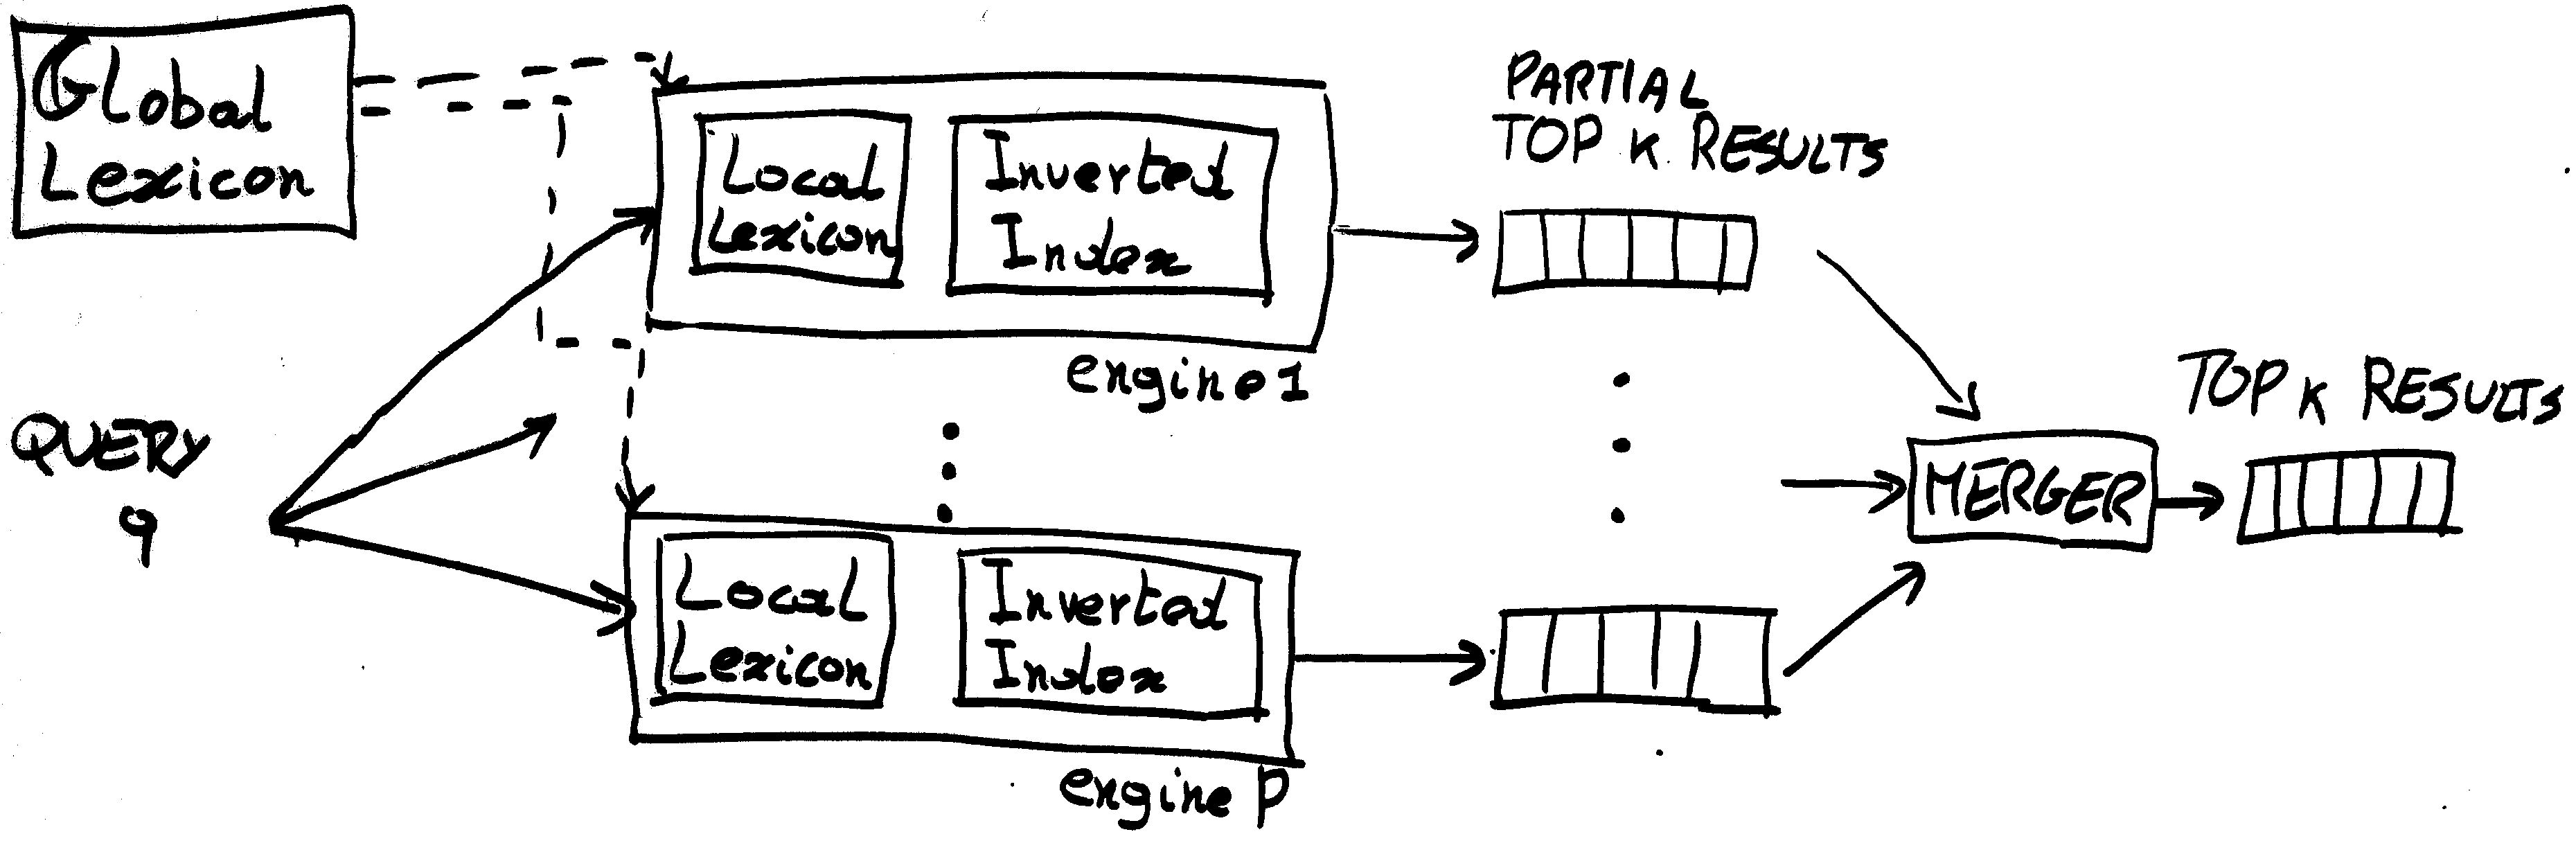 Global
Lexicon
Local
Lexicon
Inverted
Index
engine 1
PARTIAL
TOP K RESULTS
QUERY
q
Local
Lexicon
Inverted
Index
engine P
MERGER
TOP K RESULTS